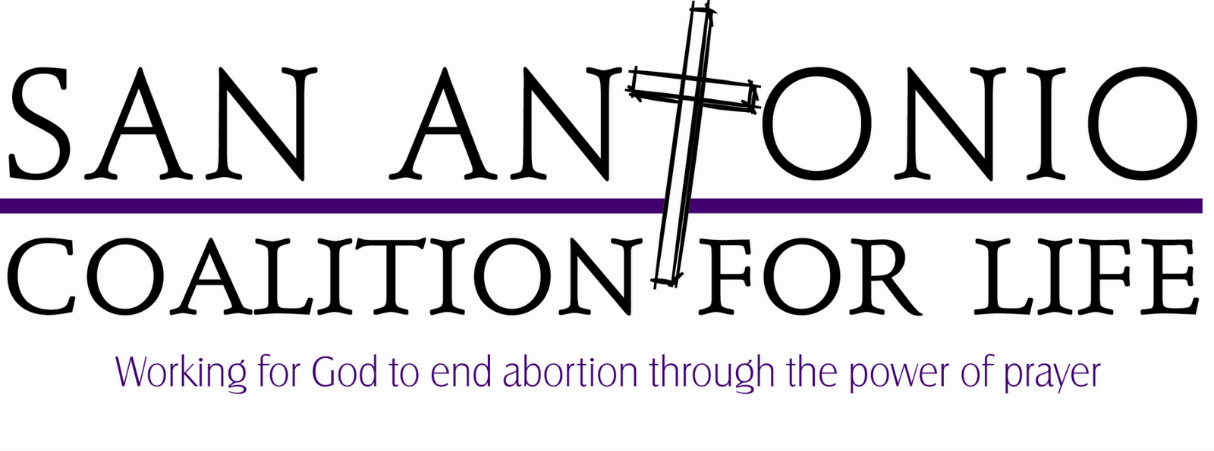 SAN ANTONIO
COALITION FOR LIFE
Working for God to end abortion through the power of prayer